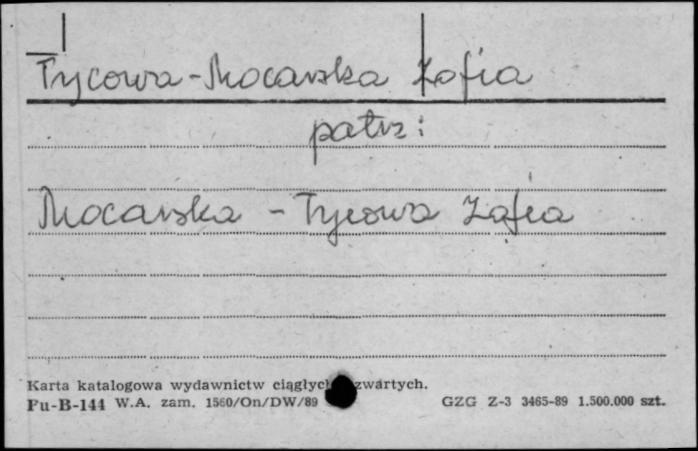 Tycowa-Mocarska Zofia
patrz:
Mocarska - Tycowa Zofia
Karta katalogowa wydawnictw ciągłyc zwartych.
Pu-B-144 W.A. zam. 1560/On/DW/89 GZG Z-3 3465-89 1.500.000 szt.